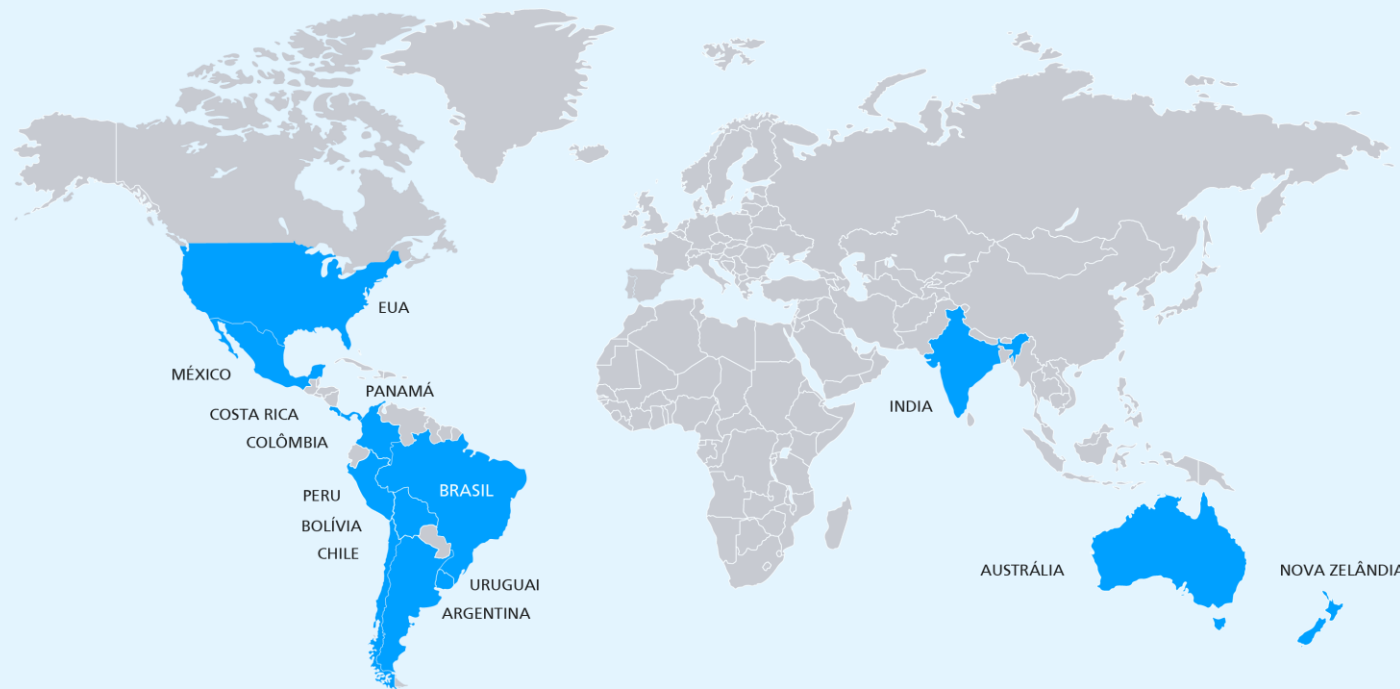 EUA
MÉXICO
PANAMÁ
COSTA RICA
COLÔMBIA
INDIA
BRASIL
PERU
BOLÍVIA
CHILE
AUSTRÁLIA
NOVA ZELÂNDIA
URUGUAI
ARGENTINA